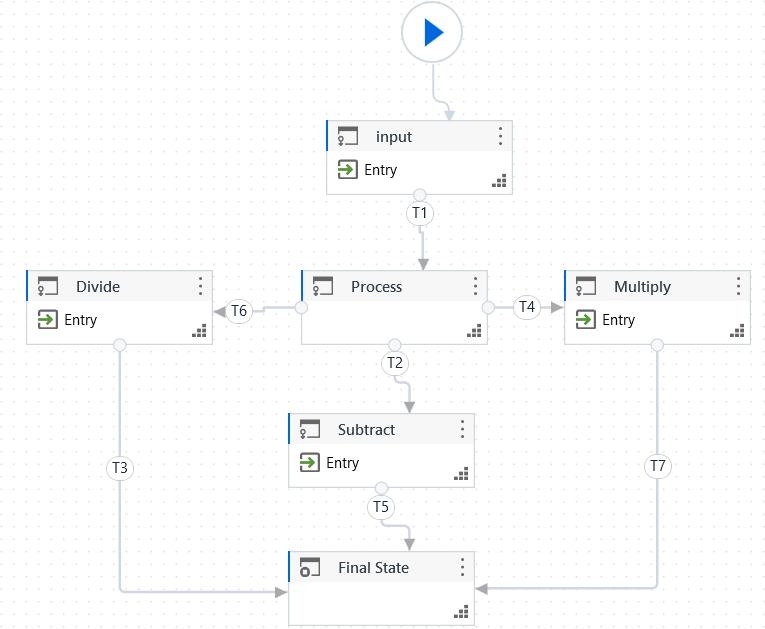 input
Entry
T1
Divide
Entry
T6
Process
T4
Multiply
Entry
T2
Subtract
Entry
T3
T7
T5
Final State